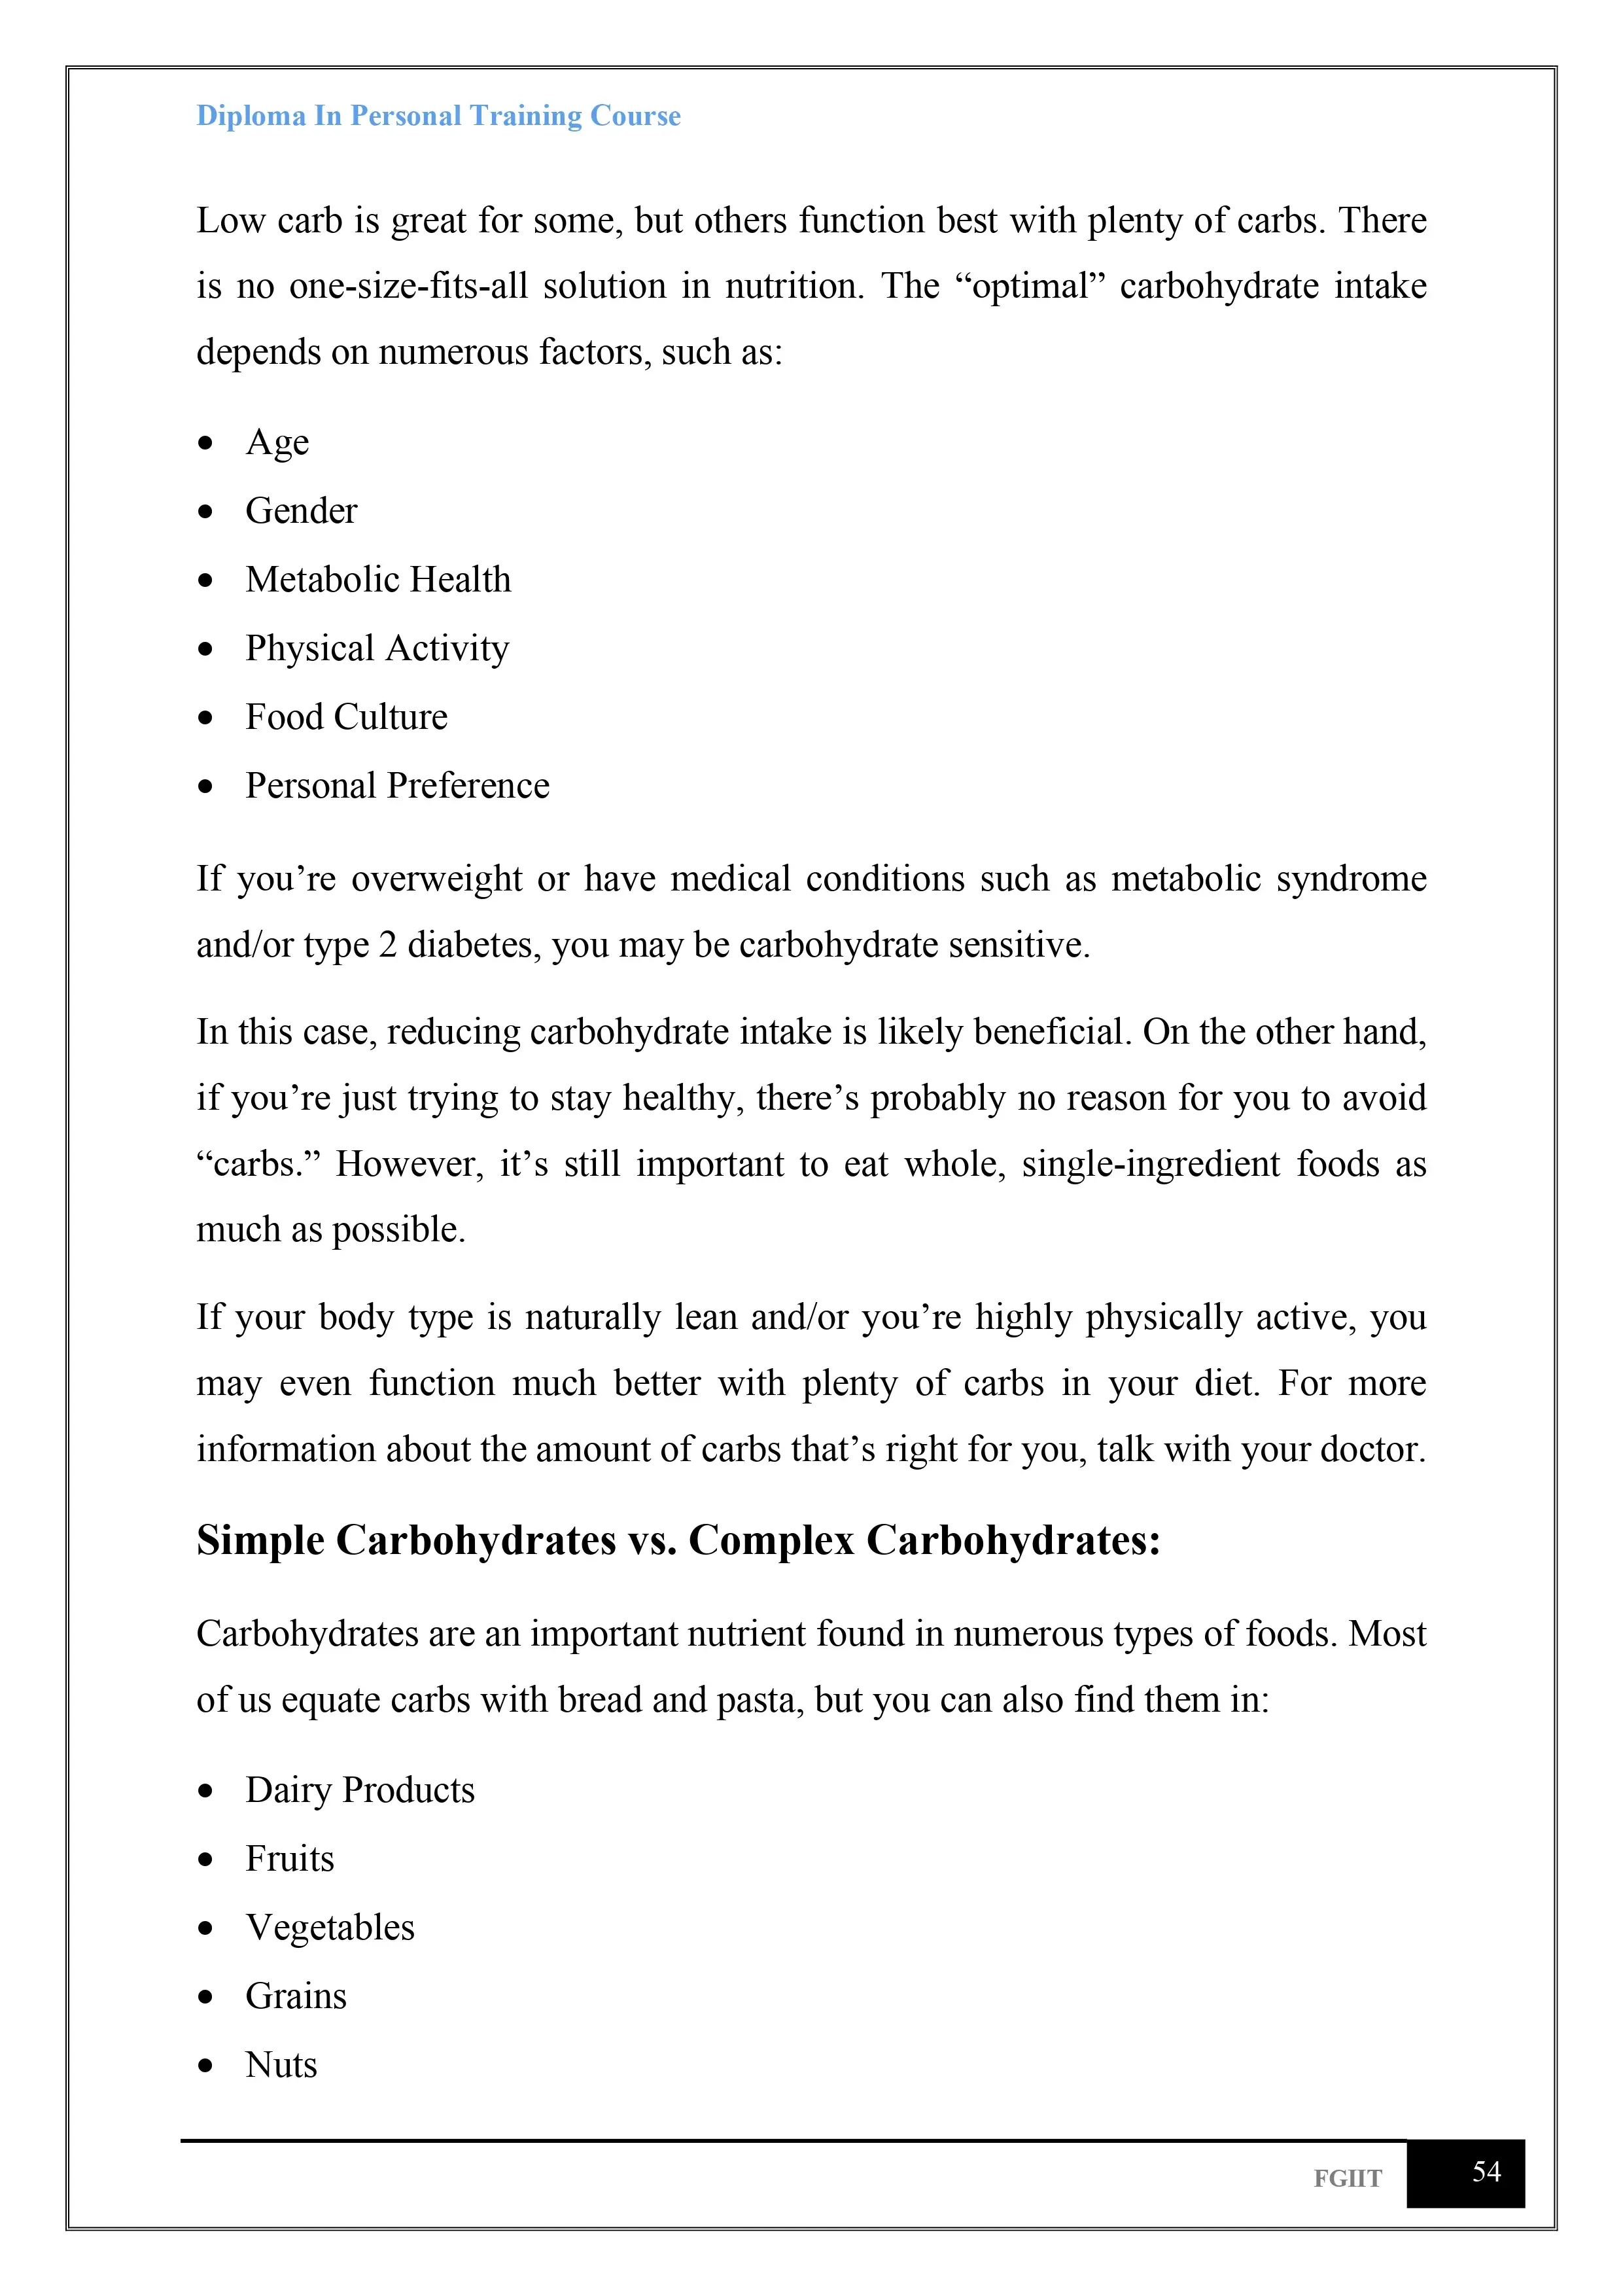 Diploma In Personal Training Course
Low carb is great for some, but others function best with plenty of carbs. There
is no one-size-fits-all solution in nutrition. The “optimal” carbohydrate intake
depends on numerous factors, such as:
• Age
• Gender
• Metabolic Health
• Physical Activity
• Food Culture
• Personal Preference
If you’re overweight or have medical conditions such as metabolic syndrome
and/or type 2 diabetes, you may be carbohydrate sensitive.
In this case, reducing carbohydrate intake is likely beneficial. On the other hand,
if you’re just trying to stay healthy, there’s probably no reason for you to avoid
“carbs.” However, it’s still important to eat whole, single-ingredient foods as
much as possible.
If your body type is naturally lean and/or you’re highly physically active, you
may even function much better with plenty of carbs in your diet. For more
information about the amount of carbs that’s right for you, talk with your doctor.
Simple Carbohydrates vs. Complex Carbohydrates:
Carbohydrates are an important nutrient found in numerous types of foods. Most
of us equate carbs with bread and pasta, but you can also find them in:
• Dairy Products
• Fruits
• Vegetables
• Grains
• Nuts
FGIIT 54